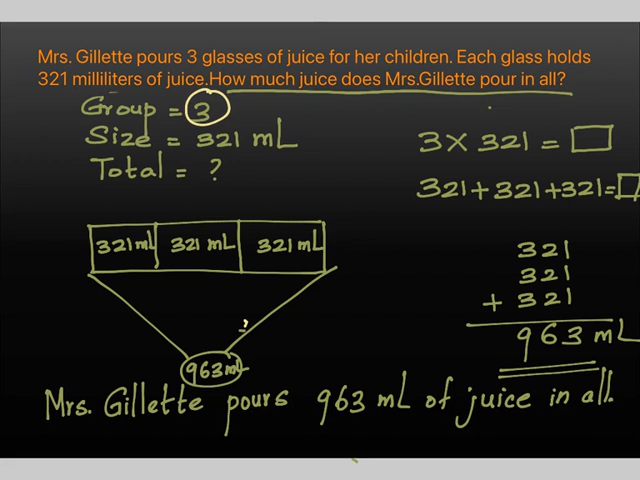 Mrs. Gillette pours 3 glasses of juice for her children. Each glass holds
321 milliliters of juice.How much juice does Mrs.Gillette pour in all?
Group = 3
Size = 321 mL
Total = ?
3 x 321 = □
321+321+321=□
321 mL 321 mL 321 mL
321
321
+ 321
963 mL
?
963 mL
Mrs. Gillette pours 963 mL of juice in all.